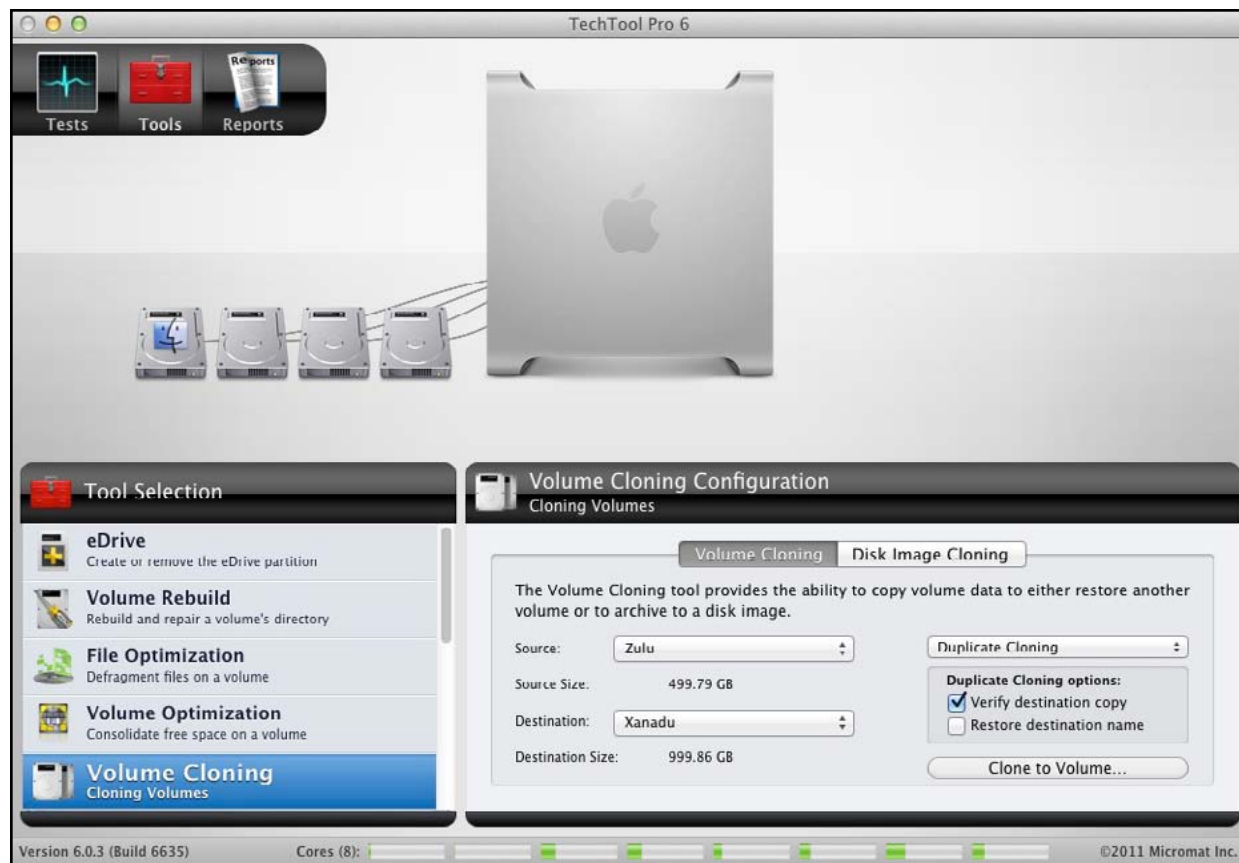 TechTool Pro 6
Reports
Tests
Tools
Reports
Tool Selection
eDrive
Create or remove the eDrive partition
Volume Rebuild
Rebuild and repair a volume's directory
File Optimization
Defragment files on a volume
Volume Optimization
Consolidate free space on a volume
Volume Cloning
Cloning Volumes
Volume Cloning Configuration
Cloning Volumes
Volume Cloning
Disk Image Cloning
The Volume Cloning tool provides the ability to copy volume data to either restore another
volume or to archive to a disk image.
Source: Zulu
Source Size: 499.79 GB
Destination: Xanadu
Destination Size: 999.86 GB
Duplicate Cloning
Duplicate Cloning options:
Verify destination copy
Restore destination name
Clone to Volume...
Version 6.0.3 (Build 6635)
Cores (8):
©2011 Micromat Inc.